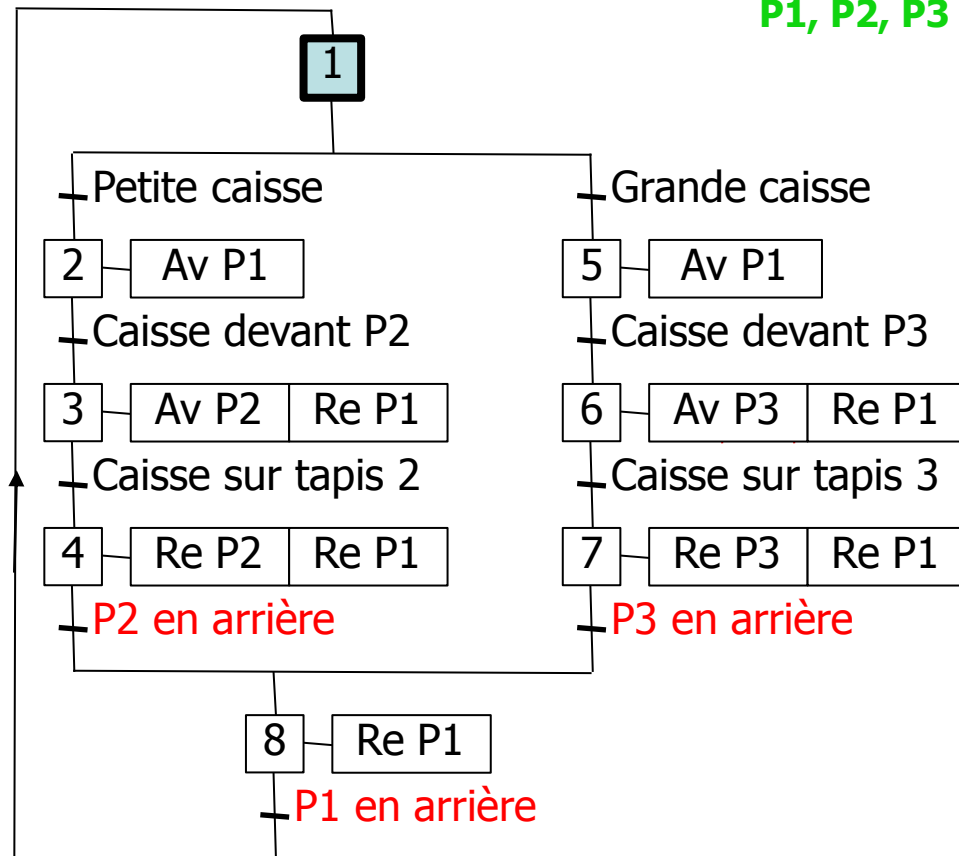 P1, P2, P3
1
Petite caisse Grande caisse
2 Av P1 5 Av P1
Caisse devant P2 Caisse devant P3
3 Av P2 Re P1 6 Av P3 Re P1
Caisse sur tapis 2 Caisse sur tapis 3
4 Re P2 Re P1 7 Re P3 Re P1
P2 en arrière P3 en arrière
8 Re P1
P1 en arrière